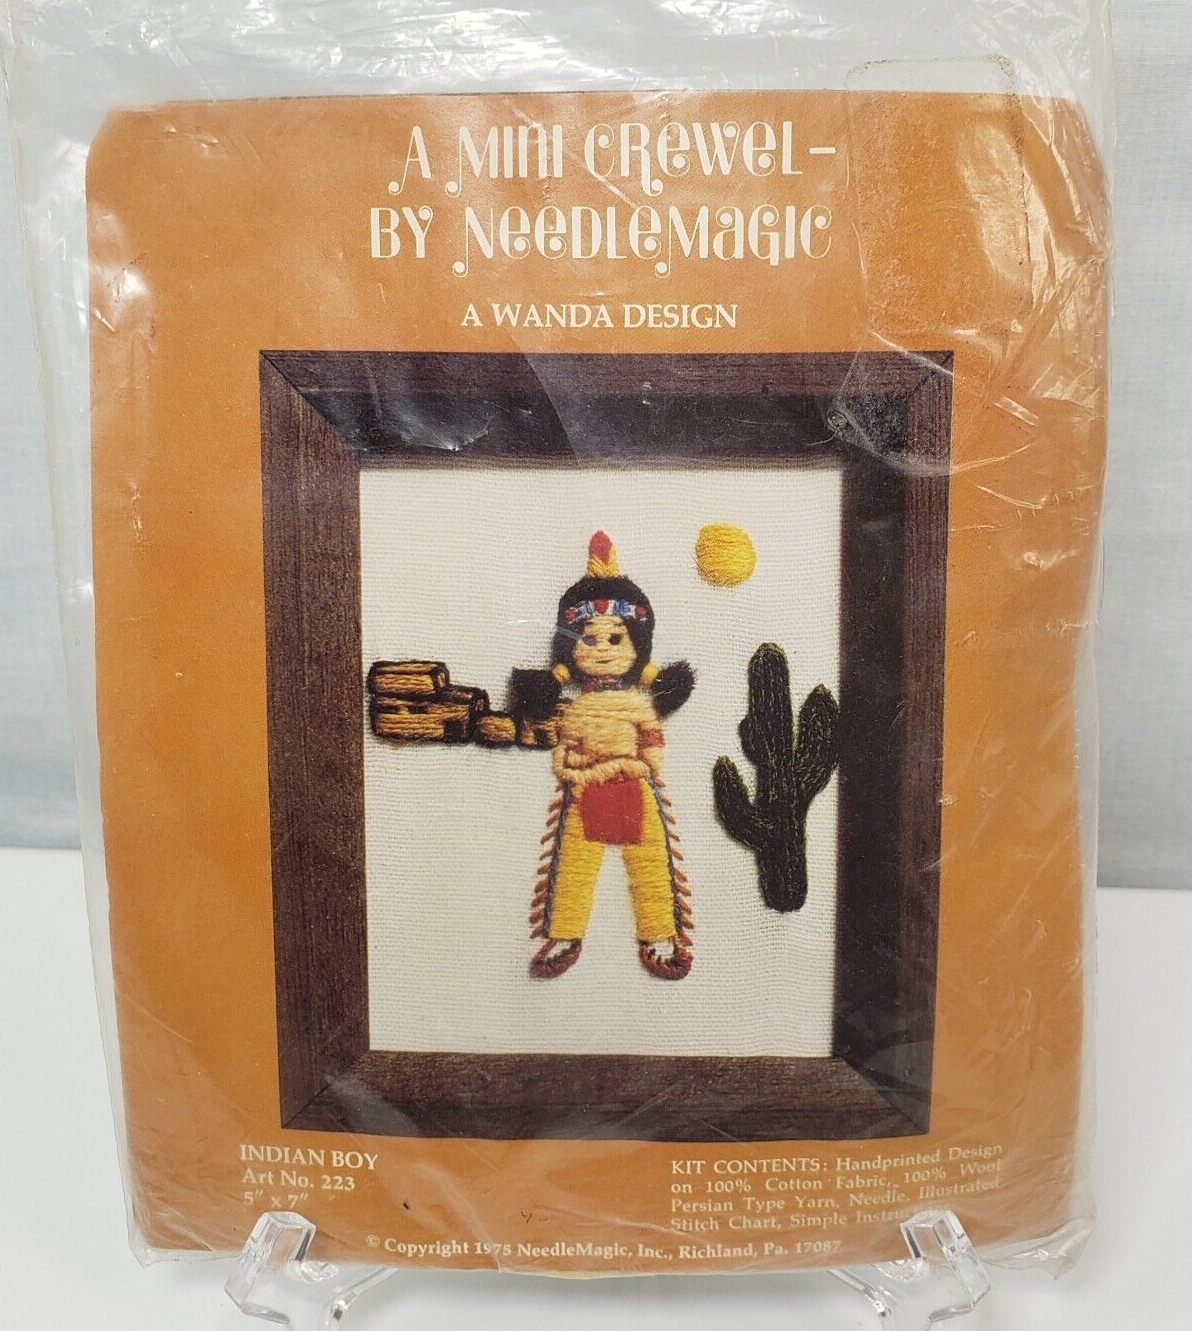 A MINI CREWEL-
BY NEEDLEMAGIC
A WANDA DESIGN
INDIAN BOY
Art No. 223
5" x 7"
KIT CONTENTS: Handprinted Design
on 100% Cotton Fabric, 100% Wool
Persian Type Yarn, Needle, Illustrated
Stitch Chart, Simple
© Copyright 1975 NeedleMagic, Inc., Richland, Pa. 17087